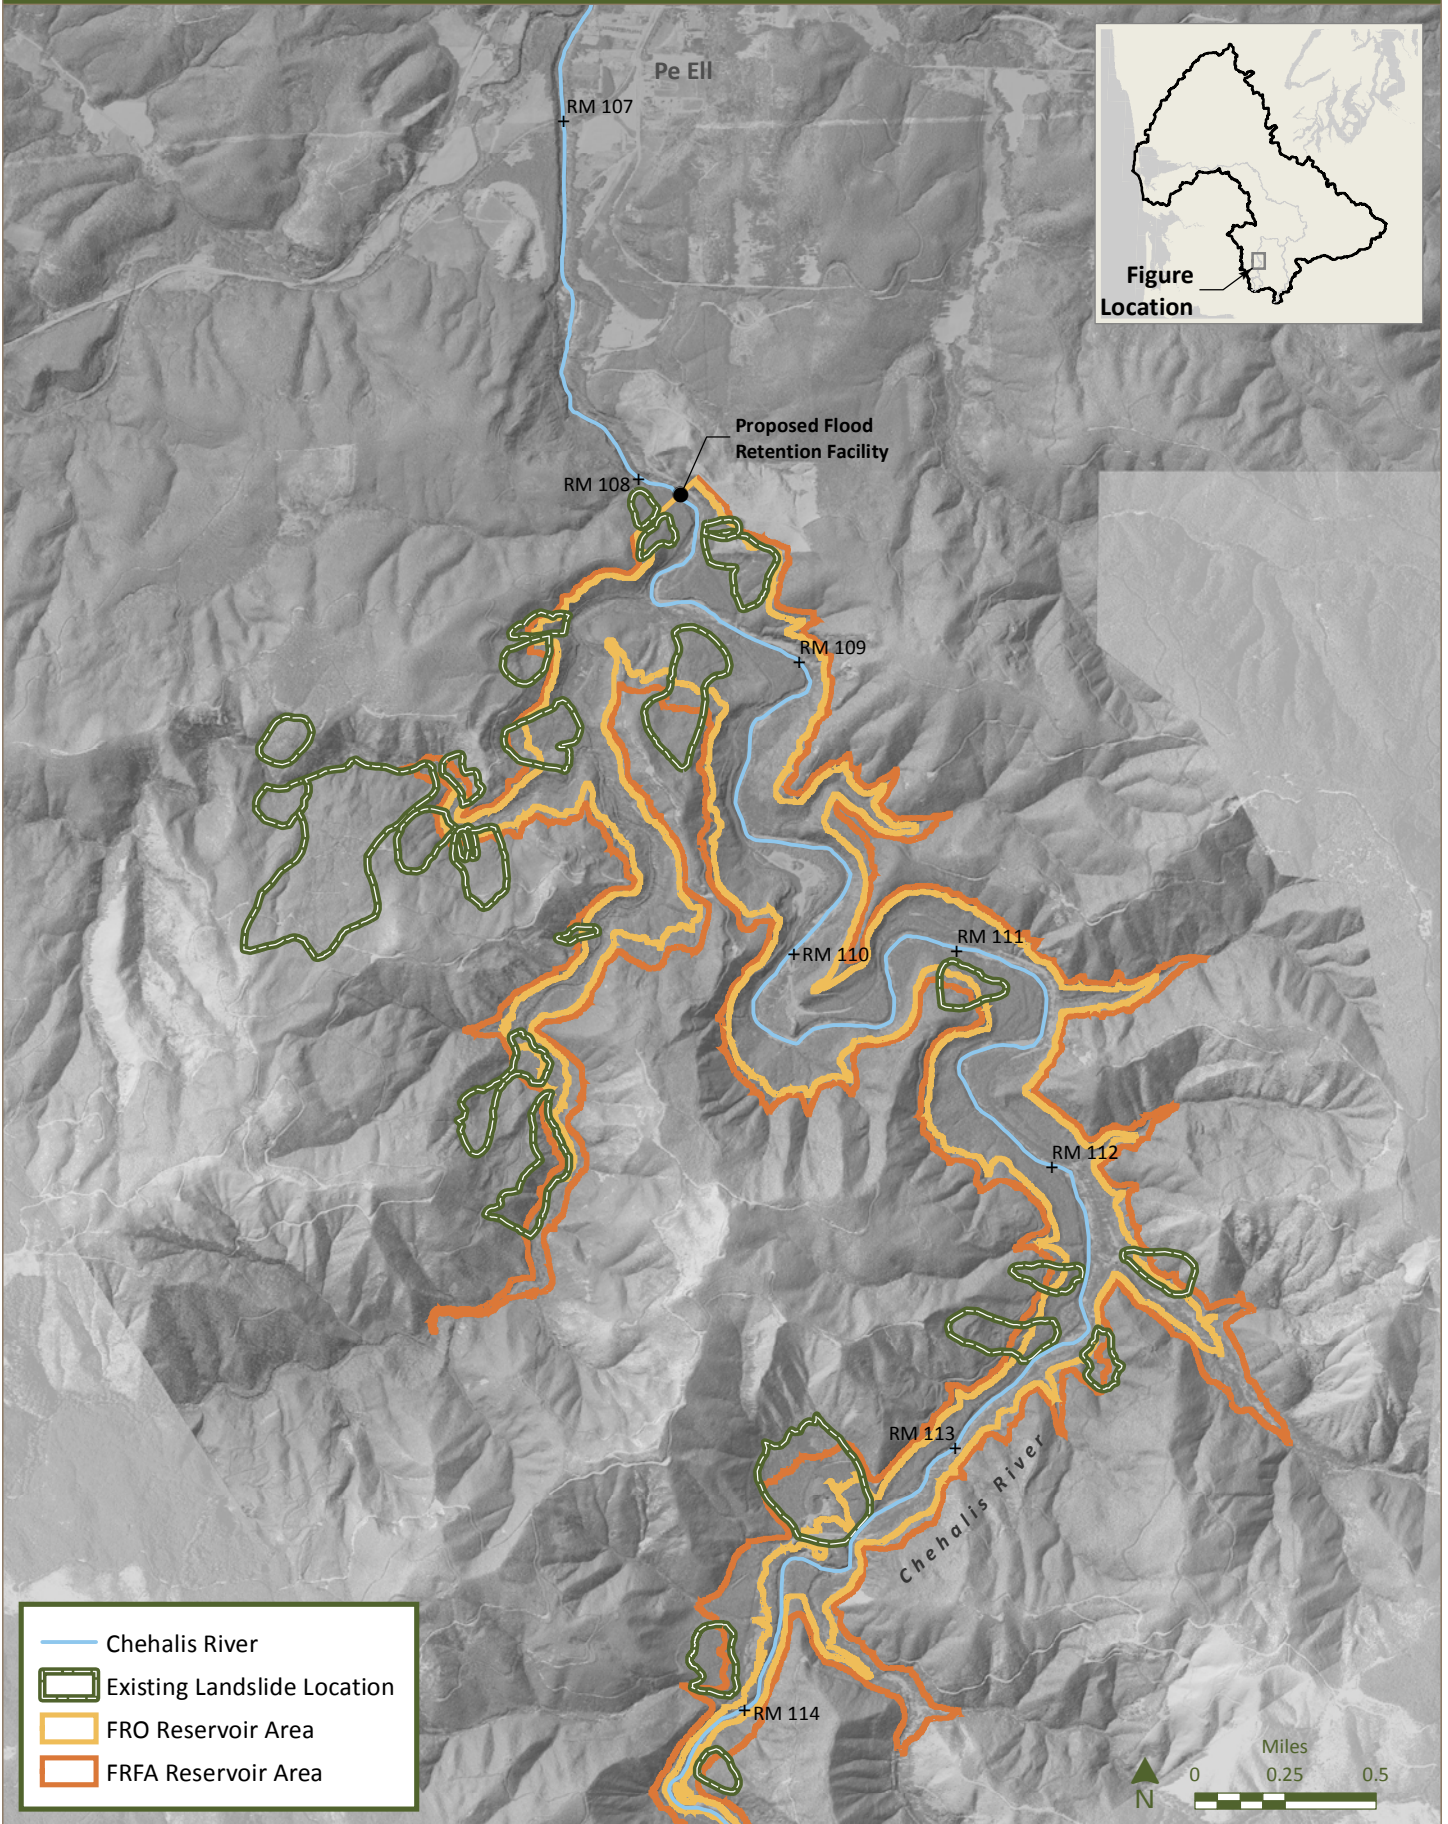 Pe Ell
RM 107
Figure
Location
Proposed Flood
Retention Facility
RM 108
RM 109
RM 110
RM 111
RM 112
RM 113
Chehalis River
RM 114
Chehalis River
Existing Landslide Location
FRO Reservoir Area
FRFA Reservoir Area
Miles
0 0.25 0.5
N